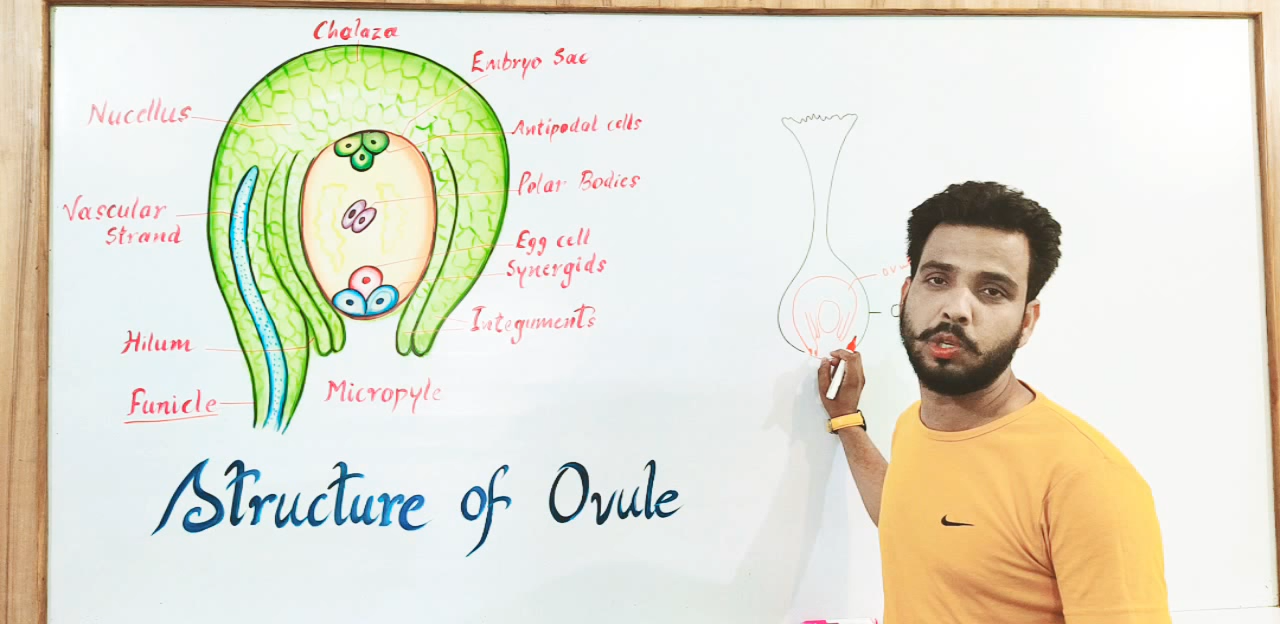 Chalaza
Embryo Sac
Nucellus
Antipodal cells
Polar Bodies
Vascular
Strand
Egg cell
Synergids
Integuments
Hilum
Micropyle
Funicle
Structure of Ovule